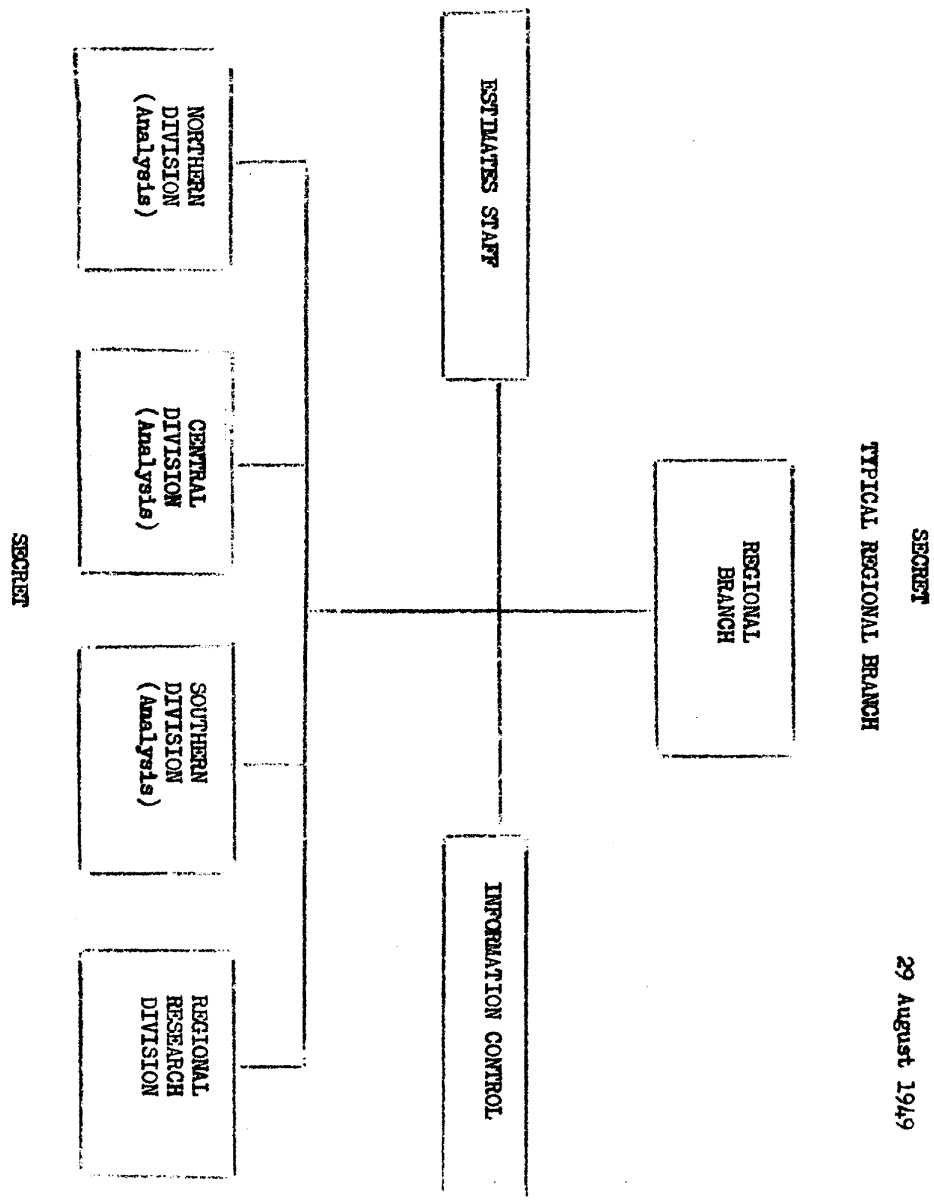 SECRET
29 August 1949
TYPICAL REGIONAL BRANCH
REGIONAL
BRANCH
ESTIMATES STAFF
INFORMATION CONTROL
NORTHERN
DIVISION
(Analysis)
CENTRAL
DIVISION
(Analysis)
SOUTHERN
DIVISION
(Analysis)
REGIONAL
RESEARCH
DIVISION
SECRET